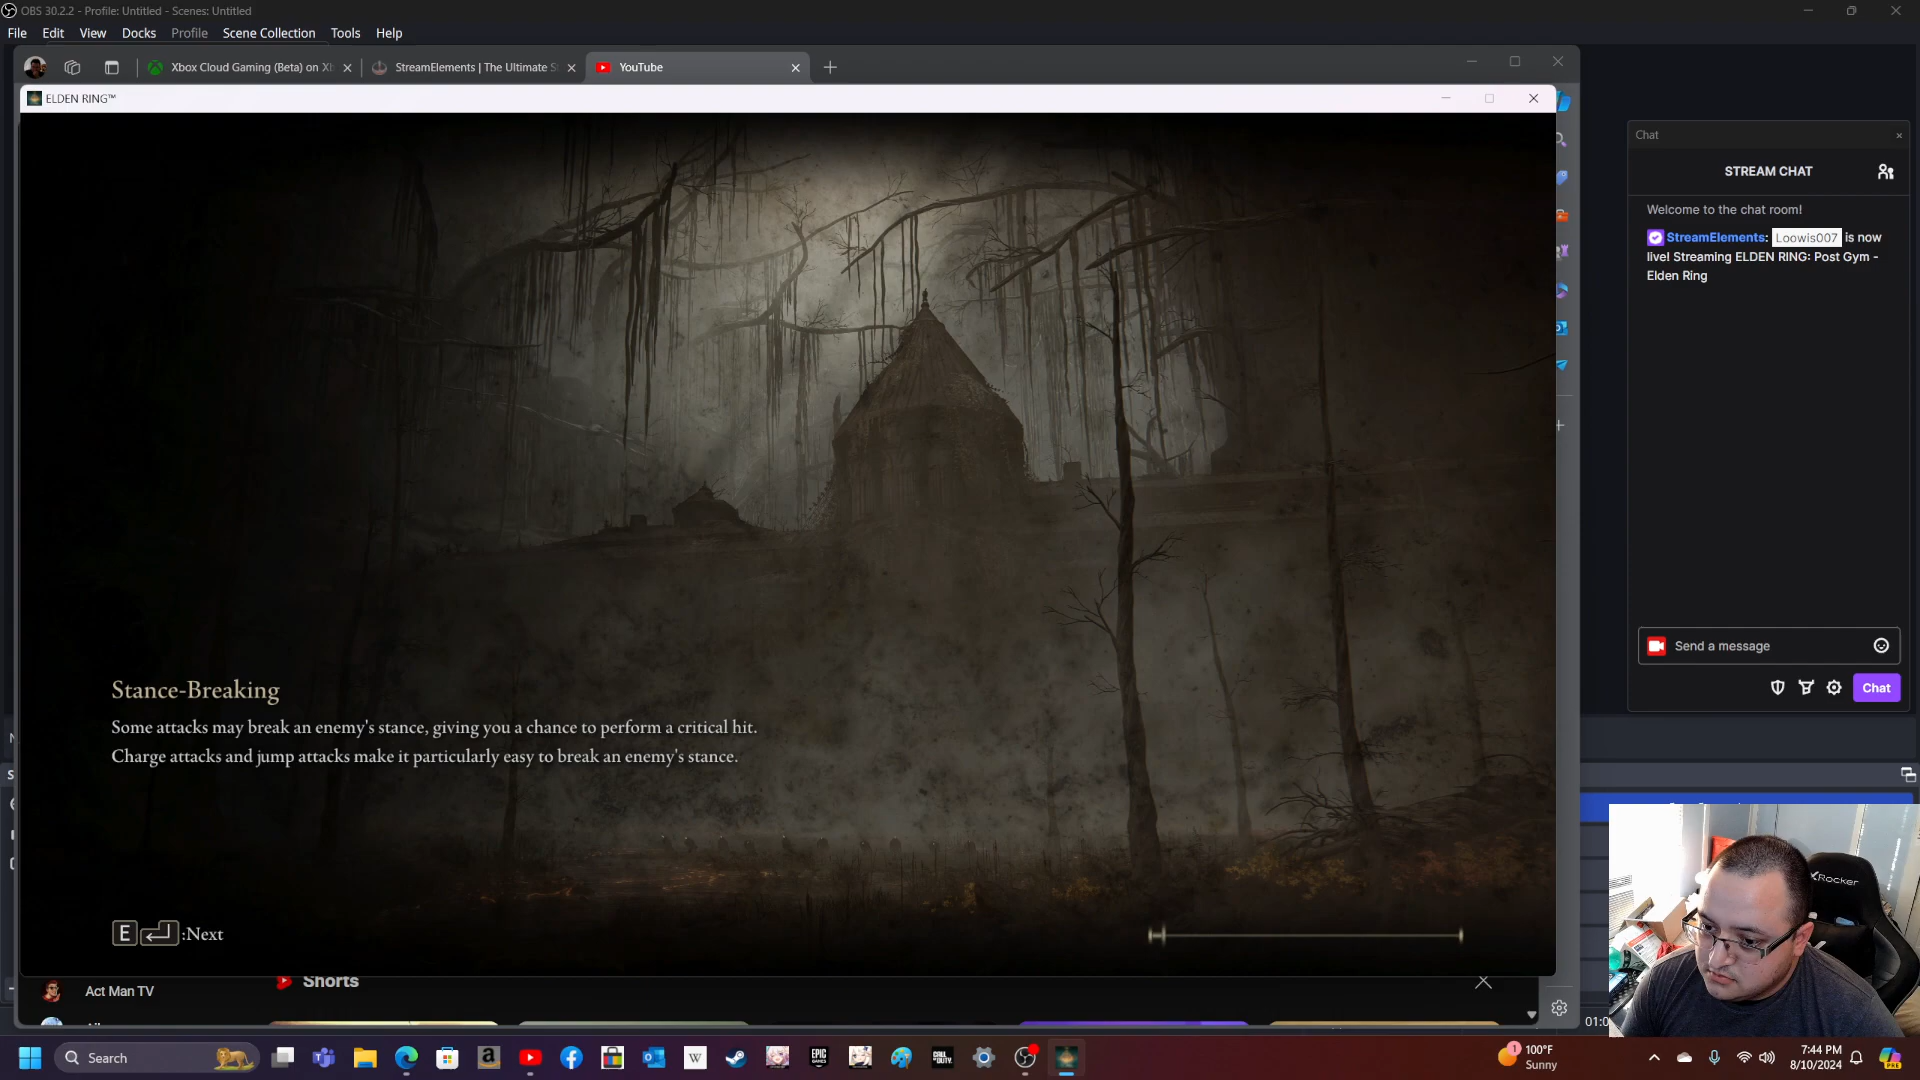 OBS 30.2.2 - Profile: Untitled - Scenes: Untitled
File Edit View Docks Profile Scene Collection Tools Help
Xbox Cloud Gaming (Beta) on Xb
StreamElements | The Ultimate S
YouTube
ELDEN RING™
Chat
STREAM CHAT
Welcome to the chat room!
StreamElements: Loowis007 is now
live! Streaming ELDEN RING: Post Gym -
Elden Ring
Send a message
Chat
Stance-Breaking
Some attacks may break an enemy's stance, giving you a chance to perform a critical hit.
Charge attacks and jump attacks make it particularly easy to break an enemy's stance.
E :Next
XRocker
Shorts
Act Man TV
Search
100°F
Sunny
7:44 PM
8/10/2024